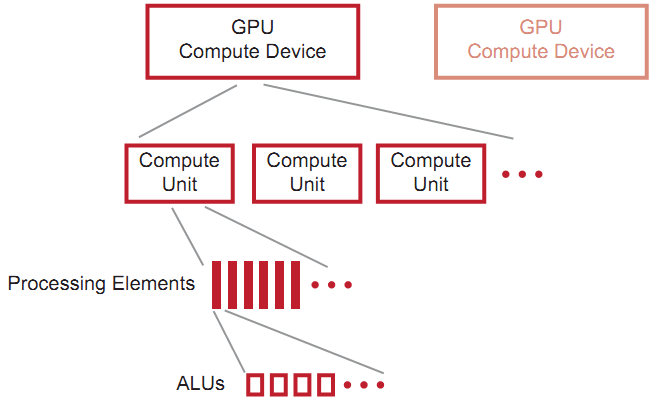 GPU
Compute Device
GPU
Compute Device
Compute
Unit
Compute
Unit
Compute
Unit
Processing Elements
ALUs